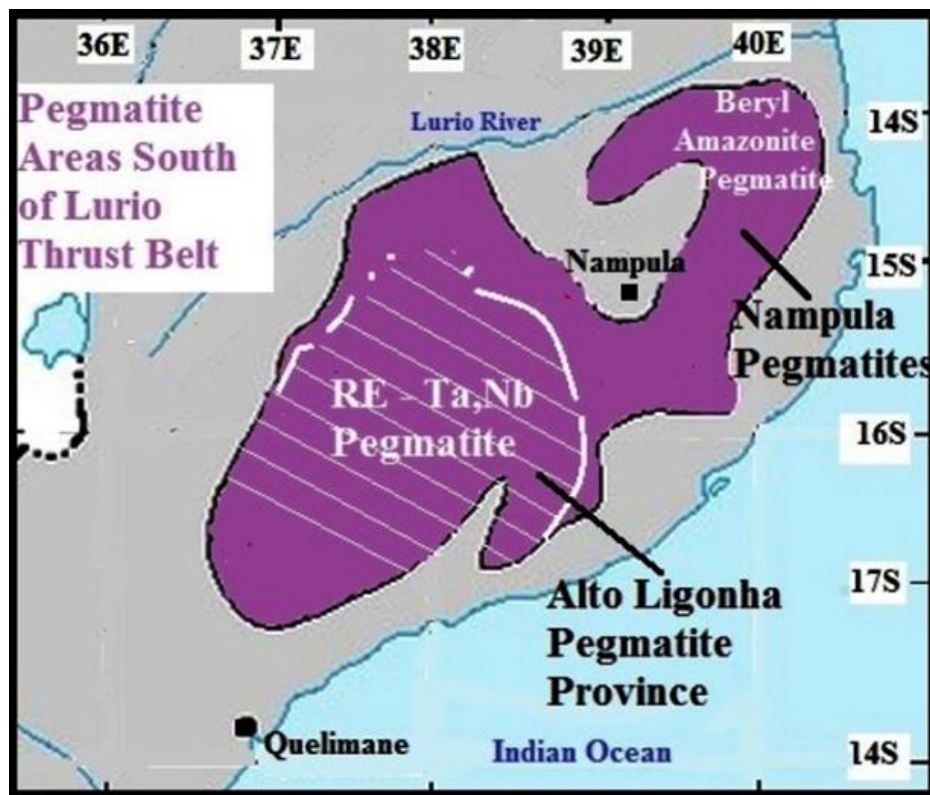 36E
37E
38E
39E
40E
Pegmatite
Areas South
of Lurio
Thrust Belt
Lurio River
Beryl
Amazonite
Pegmatite
14S
Nampula
15S
Nampula
Pegmatites
RE - Ta,Nb
Pegmatite
16S
17S
Alto Ligonha
Pegmatite
Province
Quelimane
Indian Ocean
14S